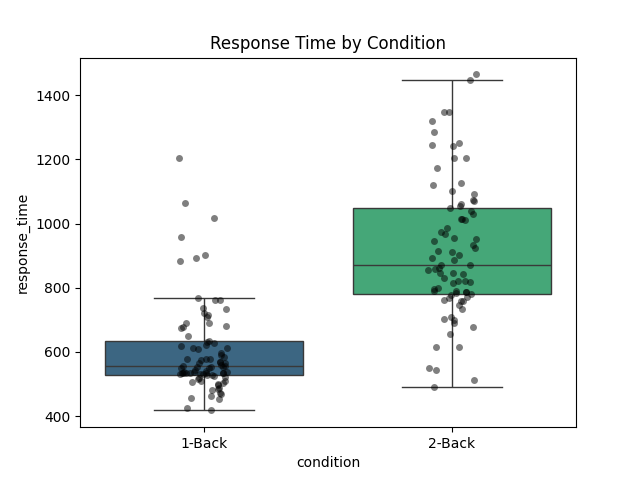 Response Time by Condition
1400
1200
1000
800
600
400
response_time
1-Back
2-Back
condition